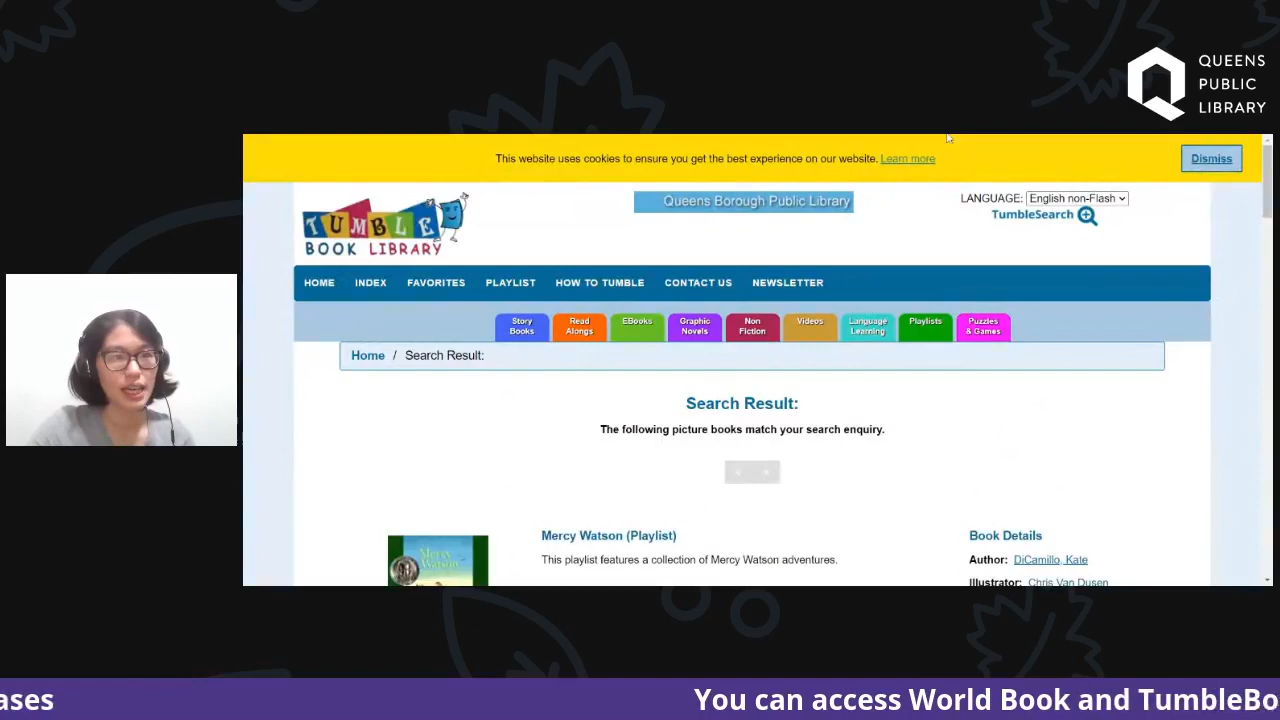 QUEENS
PUBLIC
LIBRARY
This website uses cookies to ensure you get the best experience on our website. Learn more
Dismiss
TUMBLE
BOOK LIBRARY
Queens Borough Public Library
LANGUAGE: English non-Flash
TumbleSearch
HOME INDEX FAVORITES PLAYLIST HOW TO TUMBLE CONTACT US NEWSLETTER
Story Books
Read Alongs
EBooks
Graphic Novels
Non Fiction
Videos
Language Learning
Playlists
Puzzles & Games
Home / Search Result:
Search Result:
The following picture books match your search enquiry.
Mercy Watson
Mercy Watson (Playlist)
This playlist features a collection of Mercy Watson adventures.
Book Details
Author: DiCamillo, Kate
Illustrator: Chris Van Dusen
ases
You can access World Book and TumbleBo